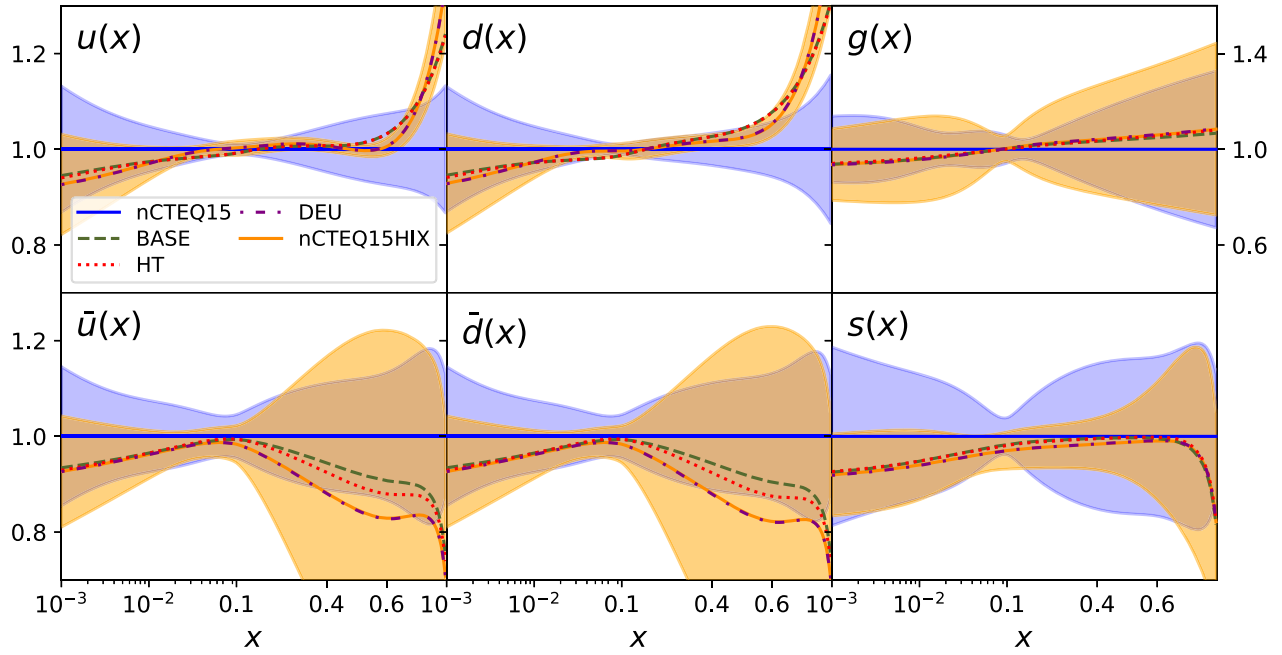 u(x)
d(x)
g(x)
1.2
1.0
0.8
1.4
1.0
0.6
nCTEQ15
BASE
HT
DEU
nCTEQ15HIX
ū(x)
d̄(x)
s(x)
1.2
1.0
0.8
10⁻³ 10⁻² 0.1 0.4 0.6 10⁻³ 10⁻² 0.1 0.4 0.6 10⁻³ 10⁻² 0.1 0.6
x x x